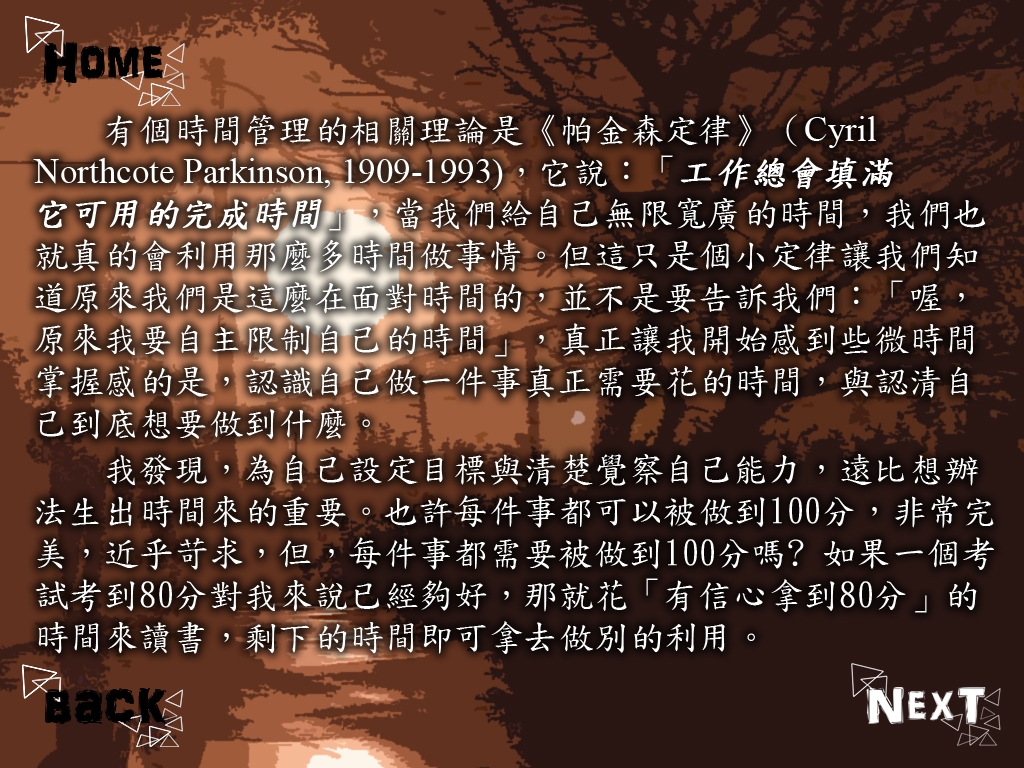 HOME
有個時間管理的相關理論是《帕金森定律》（Cyril
Northcote Parkinson, 1909-1993)，它說：「工作總會填滿
它可用的完成時間」，當我們給自己無限寬廣的時間，我們也
就真的會利用那麼多時間做事情。但這只是個小定律讓我們知
道原來我們是這麼在面對時間的，並不是要告訴我們：「喔，
原來我要自主限制自己的時間」，真正讓我開始感到些微時間
掌握感的是，認識自己做一件事真正需要花的時間，與認清自
己到底想要做到什麼。
我發現，為自己設定目標與清楚覺察自己能力，遠比想辦
法生出時間來的重要。也許每件事都可以被做到100分，非常完
美，近乎苛求，但，每件事都需要被做到100分嗎? 如果一個考
試考到80分對我來說已經夠好，那就花「有信心拿到80分」的
時間來讀書，剩下的時間即可拿去做別的利用。
BacK
NEXT